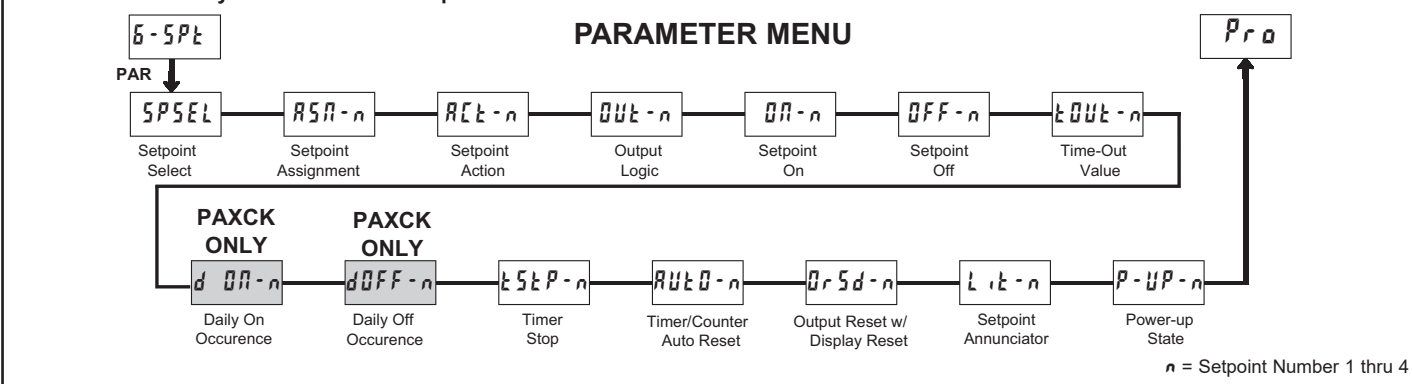 6-SPt
PARAMETER MENU
Pro
PAR
SPSEL
ASN-n
ACt-n
OUt-n
ON-n
OFF-n
tOUt-n
Setpoint
Select
Setpoint
Assignment
Setpoint
Action
Output
Logic
Setpoint
On
Setpoint
Off
Time-Out
Value
PAXCK
ONLY
PAXCK
ONLY
d ON-n
dOFF-n
tStP-n
AUtO-n
OrSd-n
Lit-n
P-UP-n
Daily On
Occurence
Daily Off
Occurence
Timer
Stop
Timer/Counter
Auto Reset
Output Reset w/
Display Reset
Setpoint
Annunciator
Power-up
State
n = Setpoint Number 1 thru 4